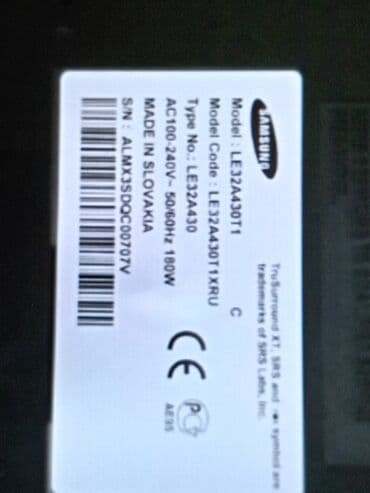 SAMSUNG
TruSurround XT, SRS and symbol are
trademarks of SRS Labs, Inc.
Model : LE32A430T1 C
Model Code : LE32A430T1XRU
Type No.: LE32A430
AC100-240V~ 50/60Hz 180W
MADE IN SLOVAKIA
S/N : ALMX3SDQC00707V
CE